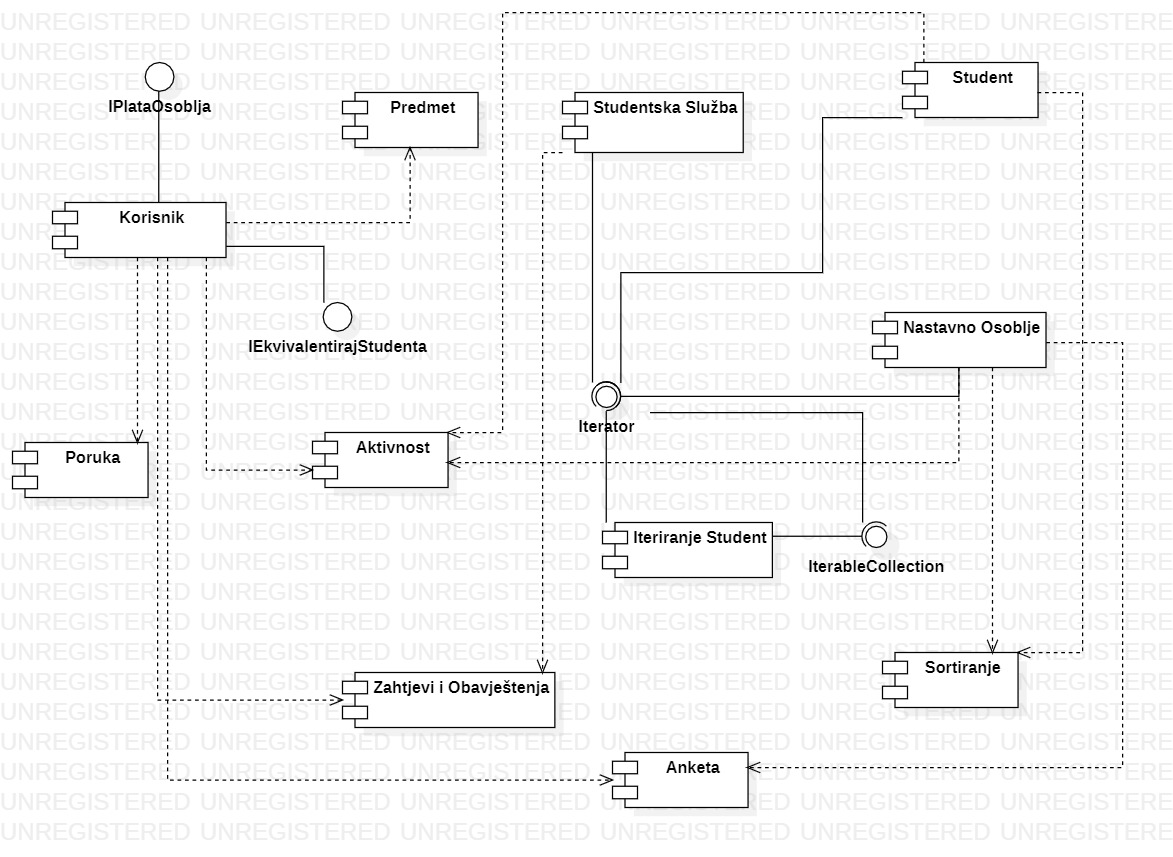 IPlataOsoblja
Predmet
Studentska Služba
Student
Korisnik
IEkvivalentirajStudenta
Nastavno Osoblje
Iterator
Poruka
Aktivnost
Iteriranje Student
IterableCollection
Zahtjevi i Obavještenja
Sortiranje
Anketa
UNREGISTERED UNREGISTERED UNREGISTERED UNREGISTERED UNREGISTERED UNREGISTERE